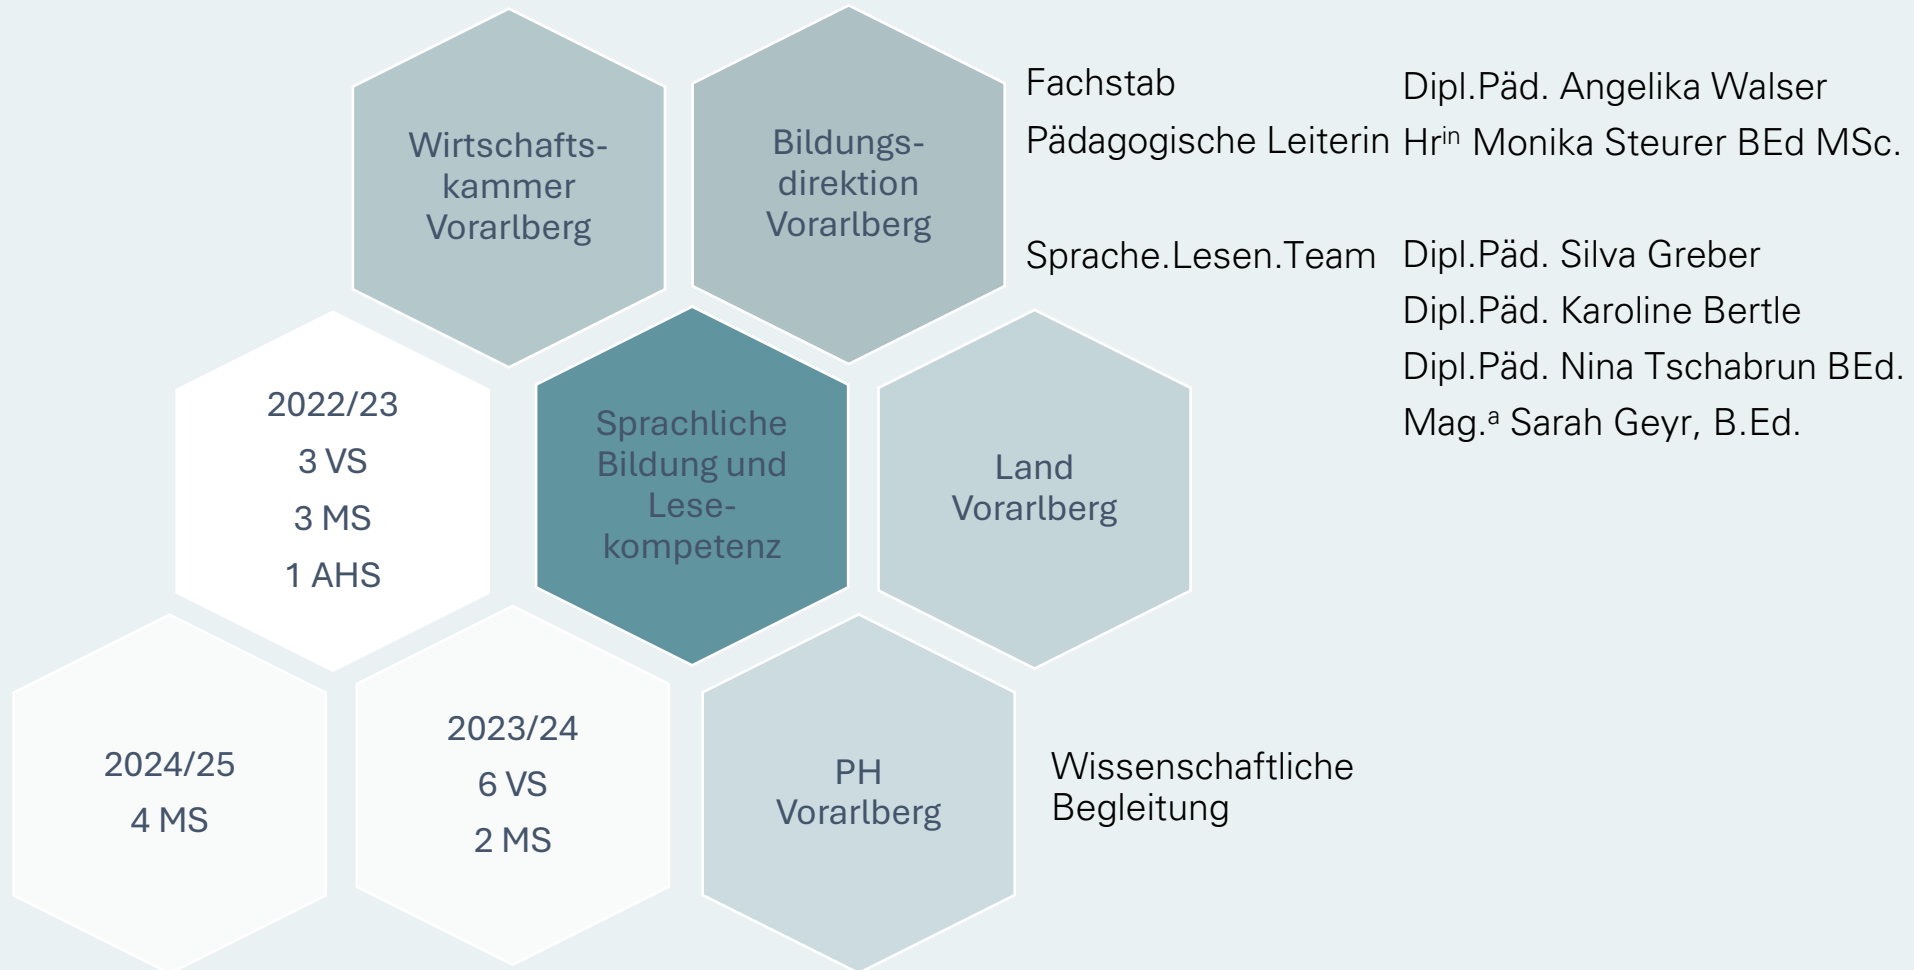 Wirtschafts-
kammer
Vorarlberg
Bildungs-
direktion
Vorarlberg
Fachstab
Dipl.Päd. Angelika Walser
Pädagogische Leiterin
Hrⁱⁿ Monika Steurer BEd MSc.
Sprache.Lesen.Team
Dipl.Päd. Silva Greber
Dipl.Päd. Karoline Bertle
Dipl.Päd. Nina Tschabrun BEd.
Mag.ᵃ Sarah Geyr, B.Ed.
2022/23
3 VS
3 MS
1 AHS
Sprachliche
Bildung und
Lese-
kompetenz
Land
Vorarlberg
2024/25
4 MS
2023/24
6 VS
2 MS
PH
Vorarlberg
Wissenschaftliche
Begleitung